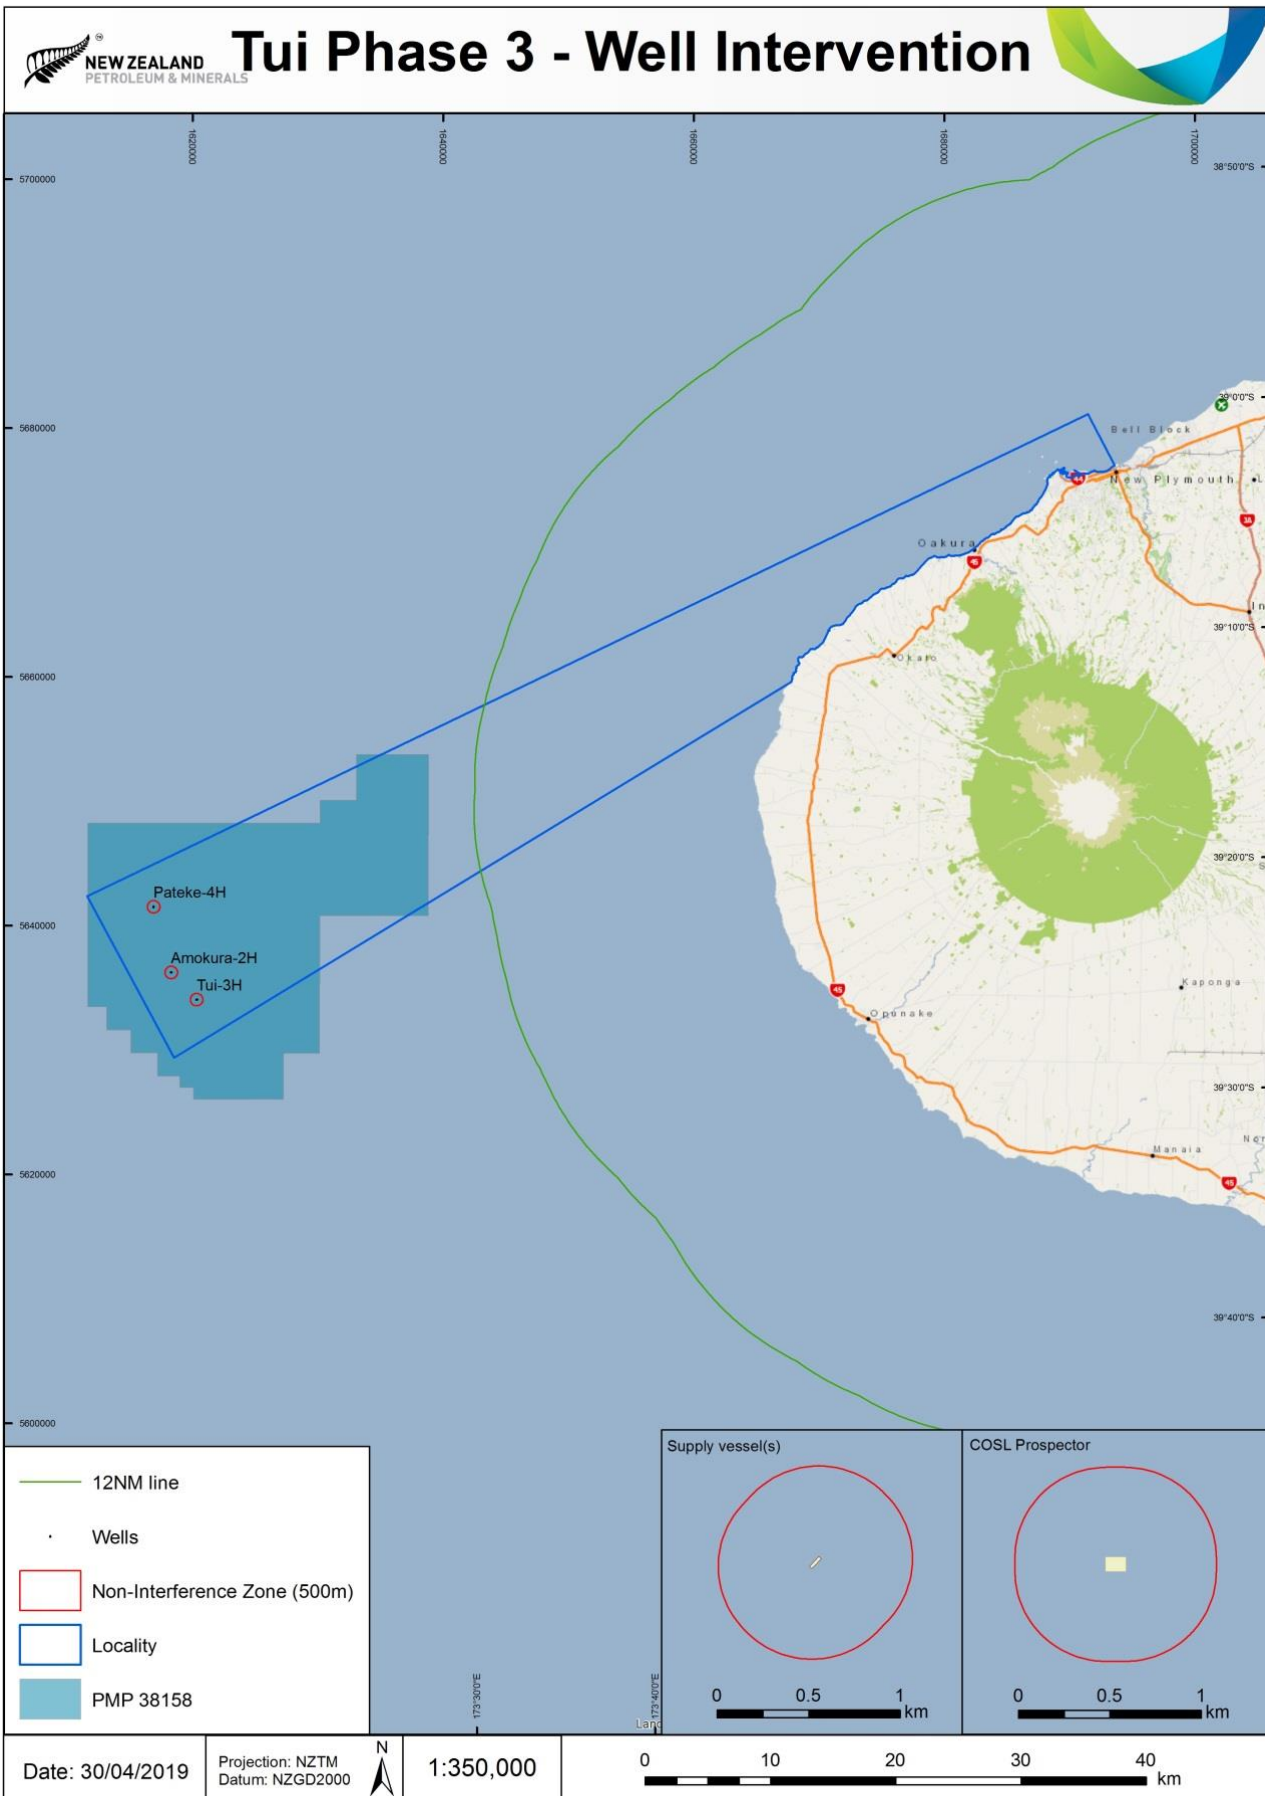 NEW ZEALAND
PETROLEUM & MINERALS
Tui Phase 3 - Well Intervention
1620000
1640000
1660000
1680000
1700000
38°50'0"S
5700000
39°0'0"S
5680000
Bell Block
44
New Plymouth
3A
Oakura
45
39°10'0"S
Okato
5660000
39°20'0"S
Pateke-4H
5640000
Amokura-2H
Tui-3H
Kaponga
45
Opunake
39°30'0"S
Manaia
5620000
45
39°40'0"S
5600000
12NM line
Wells
Non-Interference Zone (500m)
Locality
PMP 38158
173°30'0"E
173°40'0"E
Supply vessel(s)
0 0.5 1
km
COSL Prospector
0 0.5 1
km
Date: 30/04/2019
Projection: NZTM
Datum: NZGD2000
N
1:350,000
0 10 20 30 40
km